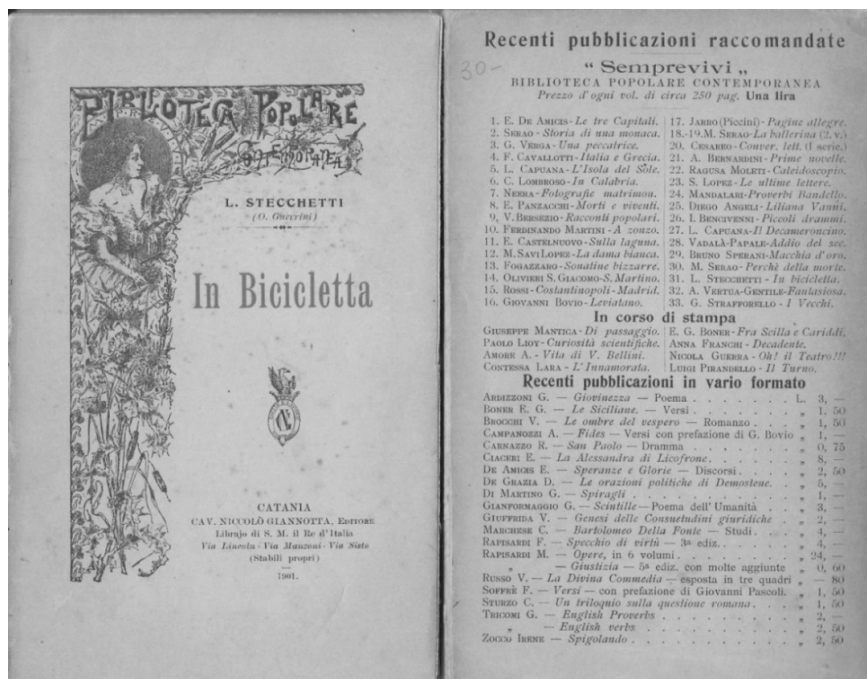 BIBLIOTECA POPOLARE
CONTEMPORANEA
L. STECCHETTI
(O. Guerrini)
In Bicicletta
CATANIA
CAV. NICCOLÒ GIANNOTTA, EDITORE
Librajo di S. M. il Re d'Italia
Via Lincoln - Via Manzoni - Via Sisto
(Stabili propri)
1901.
30-
Recenti pubblicazioni raccomandate
" Semprevivi "
BIBLIOTECA POPOLARE CONTEMPORANEA
Prezzo d'ogni vol. di circa 250 pag. Una lira
1. E. DE AMICIS - Le tre Capitali.
2. SERAO - Storia di una monaca.
3. G. VERGA - Una peccatrice.
4. F. CAVALLOTTI - Italia e Grecia.
5. L. CAPUANA - L'Isola del Sole.
6. C. LOMBROSO - In Calabria.
7. NEERA - Fotografie matrimon.
8. E. PANZACCHI - Morti e viventi.
9. V. BERSEZIO - Racconti popolari.
10. FERDINANDO MARTINI - A zonzo.
11. E. CASTELNUOVO - Sulla laguna.
12. M. SAVI LOPEZ - La dama bianca.
13. FOGAZZARO - Sonatine bizzarre.
14. OLIVIERI S. GIACOMO - S. Martino.
15. ROSSI - Costantinopoli - Madrid.
16. GIOVANNI BOVIO - Leviatano.
17. JARRO (Piccini) - Pagine allegre.
18.-19. M. SERAO - La ballerina (2. v.)
20. CESAREO - Conver. lett. (I serie.)
21. A. BERNARDINI - Prime novelle.
22. RAGUSA MOLETI - Caleidoscopio.
23. S. LOPEZ - Le ultime lettere.
24. MANDALARI - Proverbi Bandello.
25. DIEGO ANGELI - Liliana Vanni.
26. I. BENCIVENNI - Piccoli drammi.
27. L. CAPUANA - Il Decameroncino.
28. VADALÀ-PAPALE - Addio del sec.
29. BRUNO SPERANI - Macchia d'oro.
30. M. SERAO - Perchè della morte.
31. L. STECCHETTI - In bicicletta.
32. A. VERTUA-GENTILE - Fantasiosa.
33. G. STRAFFORELLO - I Vecchi.
In corso di stampa
GIUSEPPE MANTICA - Di passaggio.
PAOLO LIOY - Curiosità scientifiche.
AMORE A. - Vita di V. Bellini.
CONTESSA LARA - L'Innamorata.
E. G. BONER - Fra Scilla e Cariddi.
ANNA FRANCHI - Decadente.
NICOLA GUERRA - Oh! il Teatro!!!
LUIGI PIRANDELLO - Il Turno.
Recenti pubblicazioni in vario formato
ARDIZZONI G. — Giovinezza — Poema . . . . . . . L. 3, —
BONER E. G. — Le Siciliane. — Versi . . . . . . . „ 1, 50
BROCCHI V. — Le ombre del vespero — Romanzo . . . „ 1, 50
CAMPANOZZI A. — Fides — Versi con prefazione di G. Bovio „ 1, —
CARNAZZO R. — San Paolo — Dramma . . . . . . . „ 0, 75
CIACERI E. — La Alessandra di Licofrone. . . . . . „ 8, —
DE AMICIS E. — Speranze e Glorie — Discorsi . . . . „ 2, 50
DE GRAZIA D. — Le orazioni politiche di Demostene. . „ 5, —
DI MARTINO G. — Spiragli . . . . . . . . . „ 1, —
GIANFORMAGGIO G. — Scintille — Poema dell'Umanità . „ 3, —
GIUFFRIDA V. — Genesi delle Consuetudini giuridiche „ 2, —
MARCHESE C. — Bartolomeo Della Fonte — Studi . . . „ 4, —
RAPISARDI F. — Specchio di virtù — 3ª ediz. . . . . „ 4, —
RAPISARDI M. — Opere, in 6 volumi . . . . . . . „ 24, —
„ — Giustizia — 5ª ediz. con molte aggiunte „ 0, 60
RUSSO V. — La Divina Commedia — esposta in tre quadri „ — 80
SOFFRÈ F. — Versi — con prefazione di Giovanni Pascoli. „ 1, 50
STURZO C. — Un triloquio sulla questione romana. . . „ 1, 50
TRICOMI G. — English Proverbs . . . . . . . . „ 2, —
„ — English verbs . . . . . . . . . „ 2, 50
ZOCCO IRENE — Spigolando . . . . . . . . . „ 2, 50